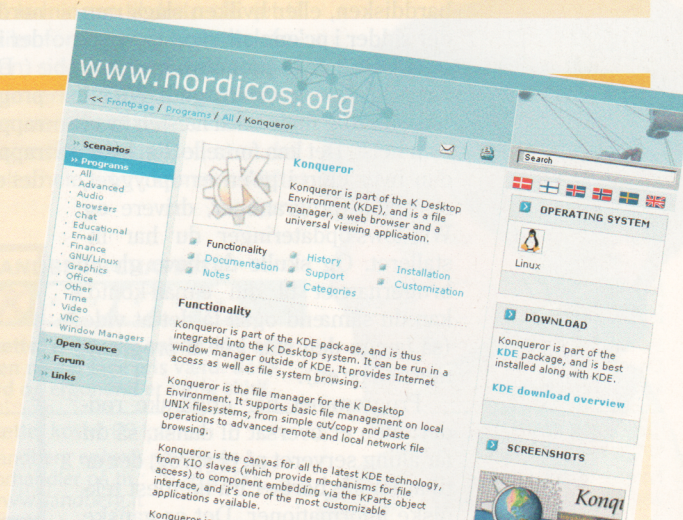 www.nordicos.org
<< Frontpage / Programs / All / Konqueror
Search
» Scenarios
» Programs
· All
· Advanced
· Audio
· Browsers
· Chat
· Educational
· Email
· Finance
· GNU/Linux
· Graphics
· Office
· Other
· Time
· Video
· VNC
· Window Managers
» Open Source
» Forum
» Links
Konqueror
Konqueror is part of the K Desktop
Environment (KDE), and is a file
manager, a web browser and a
universal viewing application.
Functionality
History
Installation
Documentation
Support
Customization
Notes
Categories
Functionality
Konqueror is part of the KDE package, and is thus
integrated into the K Desktop system. It can be run in a
window manager outside of KDE. It provides Internet
access as well as file system browsing.
Konqueror is the file manager for the K Desktop
Environment. It supports basic file management on local
UNIX filesystems, from simple cut/copy and paste
operations to advanced remote and local network file
browsing.
Konqueror is the canvas for all the latest KDE technology,
from KIO slaves (which provide mechanisms for file
access) to component embedding via the KParts object
interface, and it's one of the most customizable
applications available.
Konqueror is
OPERATING SYSTEM
Linux
DOWNLOAD
Konqueror is part of the
KDE package, and is best
installed along with KDE.
KDE download overview
SCREENSHOTS
Konqu